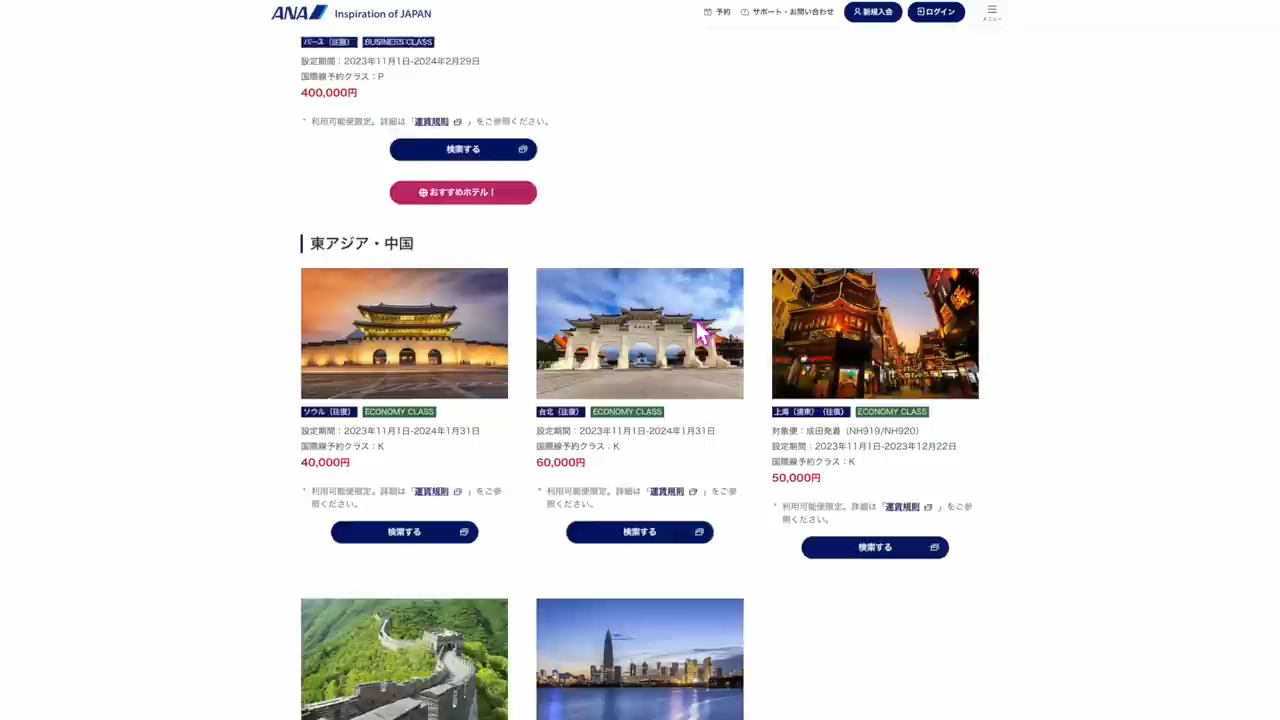 ANA Inspiration of JAPAN
予約
サポート・お問い合わせ
新規入会
ログイン
メニュー
パース（往復） BUSINESS CLASS
設定期間：2023年11月1日-2024年2月29日
国際線予約クラス：P
400,000円
* 利用可能便限定。詳細は「運賃規則」をご参照ください。
検索する
おすすめホテル！
東アジア・中国
ソウル（往復） ECONOMY CLASS
設定期間：2023年11月1日-2024年1月31日
国際線予約クラス：K
40,000円
* 利用可能便限定。詳細は「運賃規則」をご参
照ください。
検索する
台北（往復） ECONOMY CLASS
設定期間：2023年11月1日-2024年1月31日
国際線予約クラス：K
60,000円
* 利用可能便限定。詳細は「運賃規則」をご参
照ください。
検索する
上海（浦東）（往復） ECONOMY CLASS
対象便：成田発着（NH919/NH920）
設定期間：2023年11月1日-2023年12月22日
国際線予約クラス：K
50,000円
* 利用可能便限定。詳細は「運賃規則」をご参
照ください。
検索する